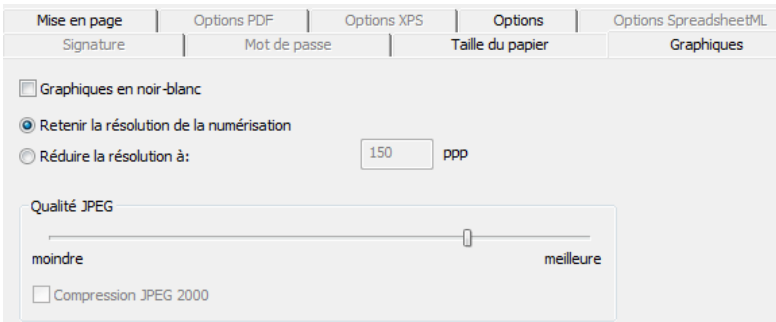 Mise en page Options PDF Options XPS Options Options SpreadsheetML
Signature Mot de passe Taille du papier Graphiques
Graphiques en noir-blanc
Retenir la résolution de la numérisation
Réduire la résolution à: 150 ppp
Qualité JPEG
moindre meilleure
Compression JPEG 2000